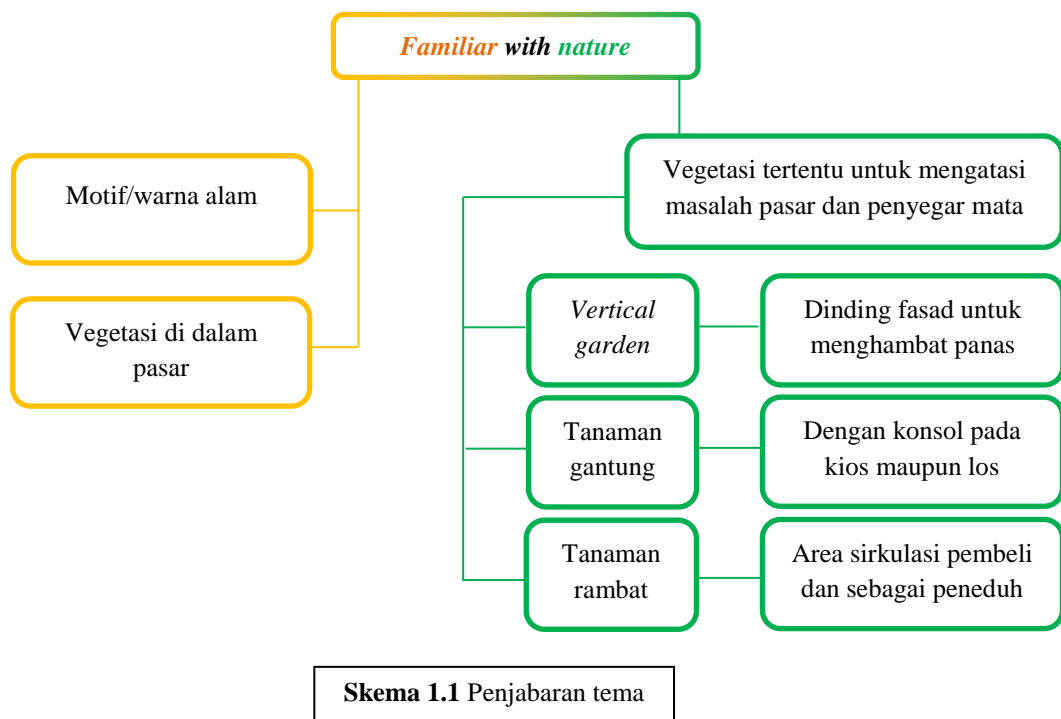 Familiar with nature
Motif/warna alam
Vegetasi di dalam
pasar
Vegetasi tertentu untuk mengatasi
masalah pasar dan penyegar mata
Vertical
garden
Dinding fasad untuk
menghambat panas
Tanaman
gantung
Dengan konsol pada
kios maupun los
Tanaman
rambat
Area sirkulasi pembeli
dan sebagai peneduh
Skema 1.1 Penjabaran tema